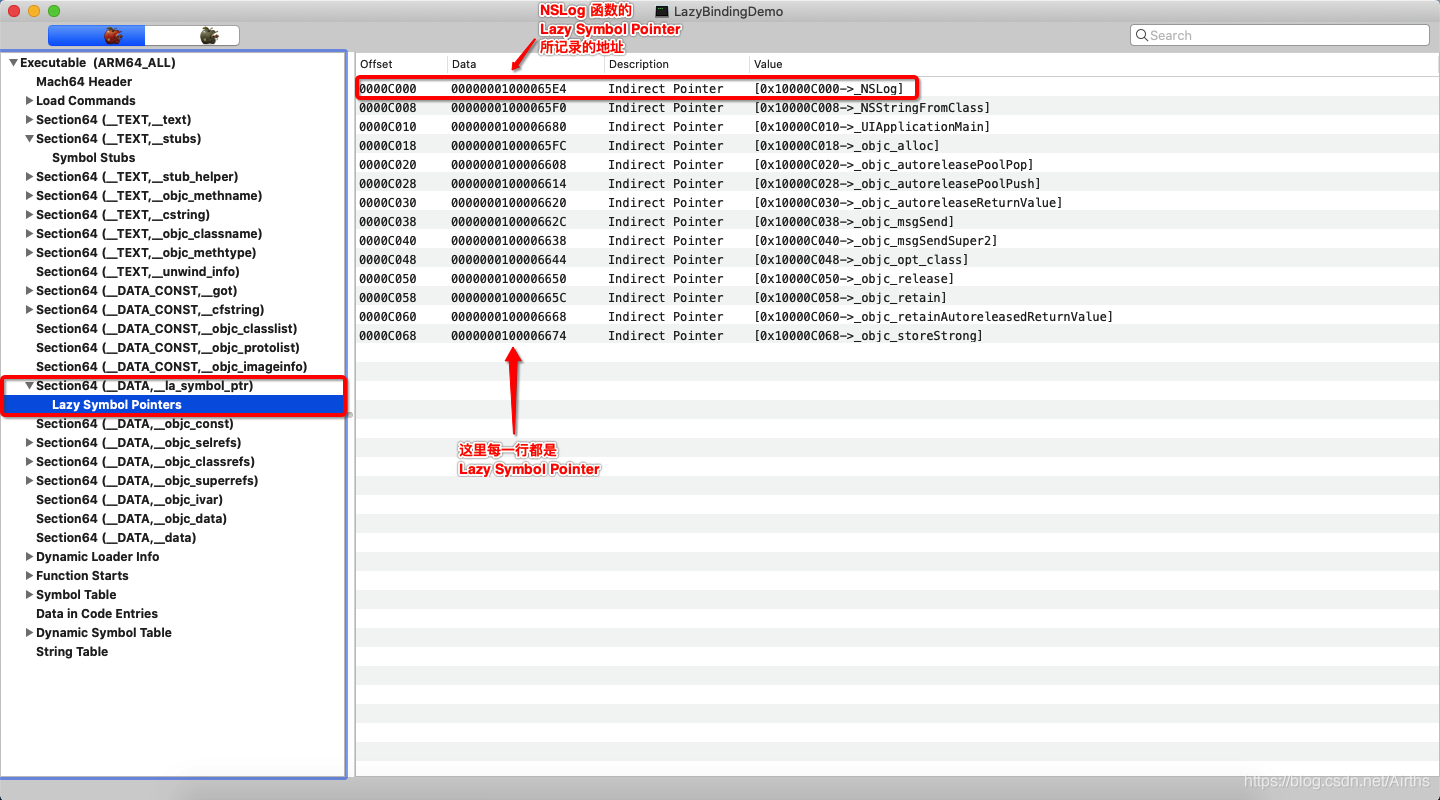 LazyBindingDemo
NSLog 函数的
Lazy Symbol Pointer
所记录的地址
Search
Executable (ARM64_ALL)
Mach64 Header
Load Commands
Section64 (__TEXT,__text)
Section64 (__TEXT,__stubs)
Symbol Stubs
Section64 (__TEXT,__stub_helper)
Section64 (__TEXT,__objc_methname)
Section64 (__TEXT,__cstring)
Section64 (__TEXT,__objc_classname)
Section64 (__TEXT,__objc_methtype)
Section64 (__TEXT,__unwind_info)
Section64 (__DATA_CONST,__got)
Section64 (__DATA_CONST,__cfstring)
Section64 (__DATA_CONST,__objc_classlist)
Section64 (__DATA_CONST,__objc_protolist)
Section64 (__DATA_CONST,__objc_imageinfo)
Section64 (__DATA,__la_symbol_ptr)
Lazy Symbol Pointers
Section64 (__DATA,__objc_const)
Section64 (__DATA,__objc_selrefs)
Section64 (__DATA,__objc_classrefs)
Section64 (__DATA,__objc_superrefs)
Section64 (__DATA,__objc_ivar)
Section64 (__DATA,__objc_data)
Section64 (__DATA,__data)
Dynamic Loader Info
Function Starts
Symbol Table
Data in Code Entries
Dynamic Symbol Table
String Table
Offset Data Description Value
0000C000 00000001000065E4 Indirect Pointer [0x10000C000->_NSLog]
0000C008 00000001000065F0 Indirect Pointer [0x10000C008->_NSStringFromClass]
0000C010 0000000100006680 Indirect Pointer [0x10000C010->_UIApplicationMain]
0000C018 00000001000065FC Indirect Pointer [0x10000C018->_objc_alloc]
0000C020 0000000100006608 Indirect Pointer [0x10000C020->_objc_autoreleasePoolPop]
0000C028 0000000100006614 Indirect Pointer [0x10000C028->_objc_autoreleasePoolPush]
0000C030 0000000100006620 Indirect Pointer [0x10000C030->_objc_autoreleaseReturnValue]
0000C038 000000010000662C Indirect Pointer [0x10000C038->_objc_msgSend]
0000C040 0000000100006638 Indirect Pointer [0x10000C040->_objc_msgSendSuper2]
0000C048 0000000100006644 Indirect Pointer [0x10000C048->_objc_opt_class]
0000C050 0000000100006650 Indirect Pointer [0x10000C050->_objc_release]
0000C058 000000010000665C Indirect Pointer [0x10000C058->_objc_retain]
0000C060 0000000100006668 Indirect Pointer [0x10000C060->_objc_retainAutoreleasedReturnValue]
0000C068 0000000100006674 Indirect Pointer [0x10000C068->_objc_storeStrong]
这里每一行都是
Lazy Symbol Pointer
https://blog.csdn.net/Airths